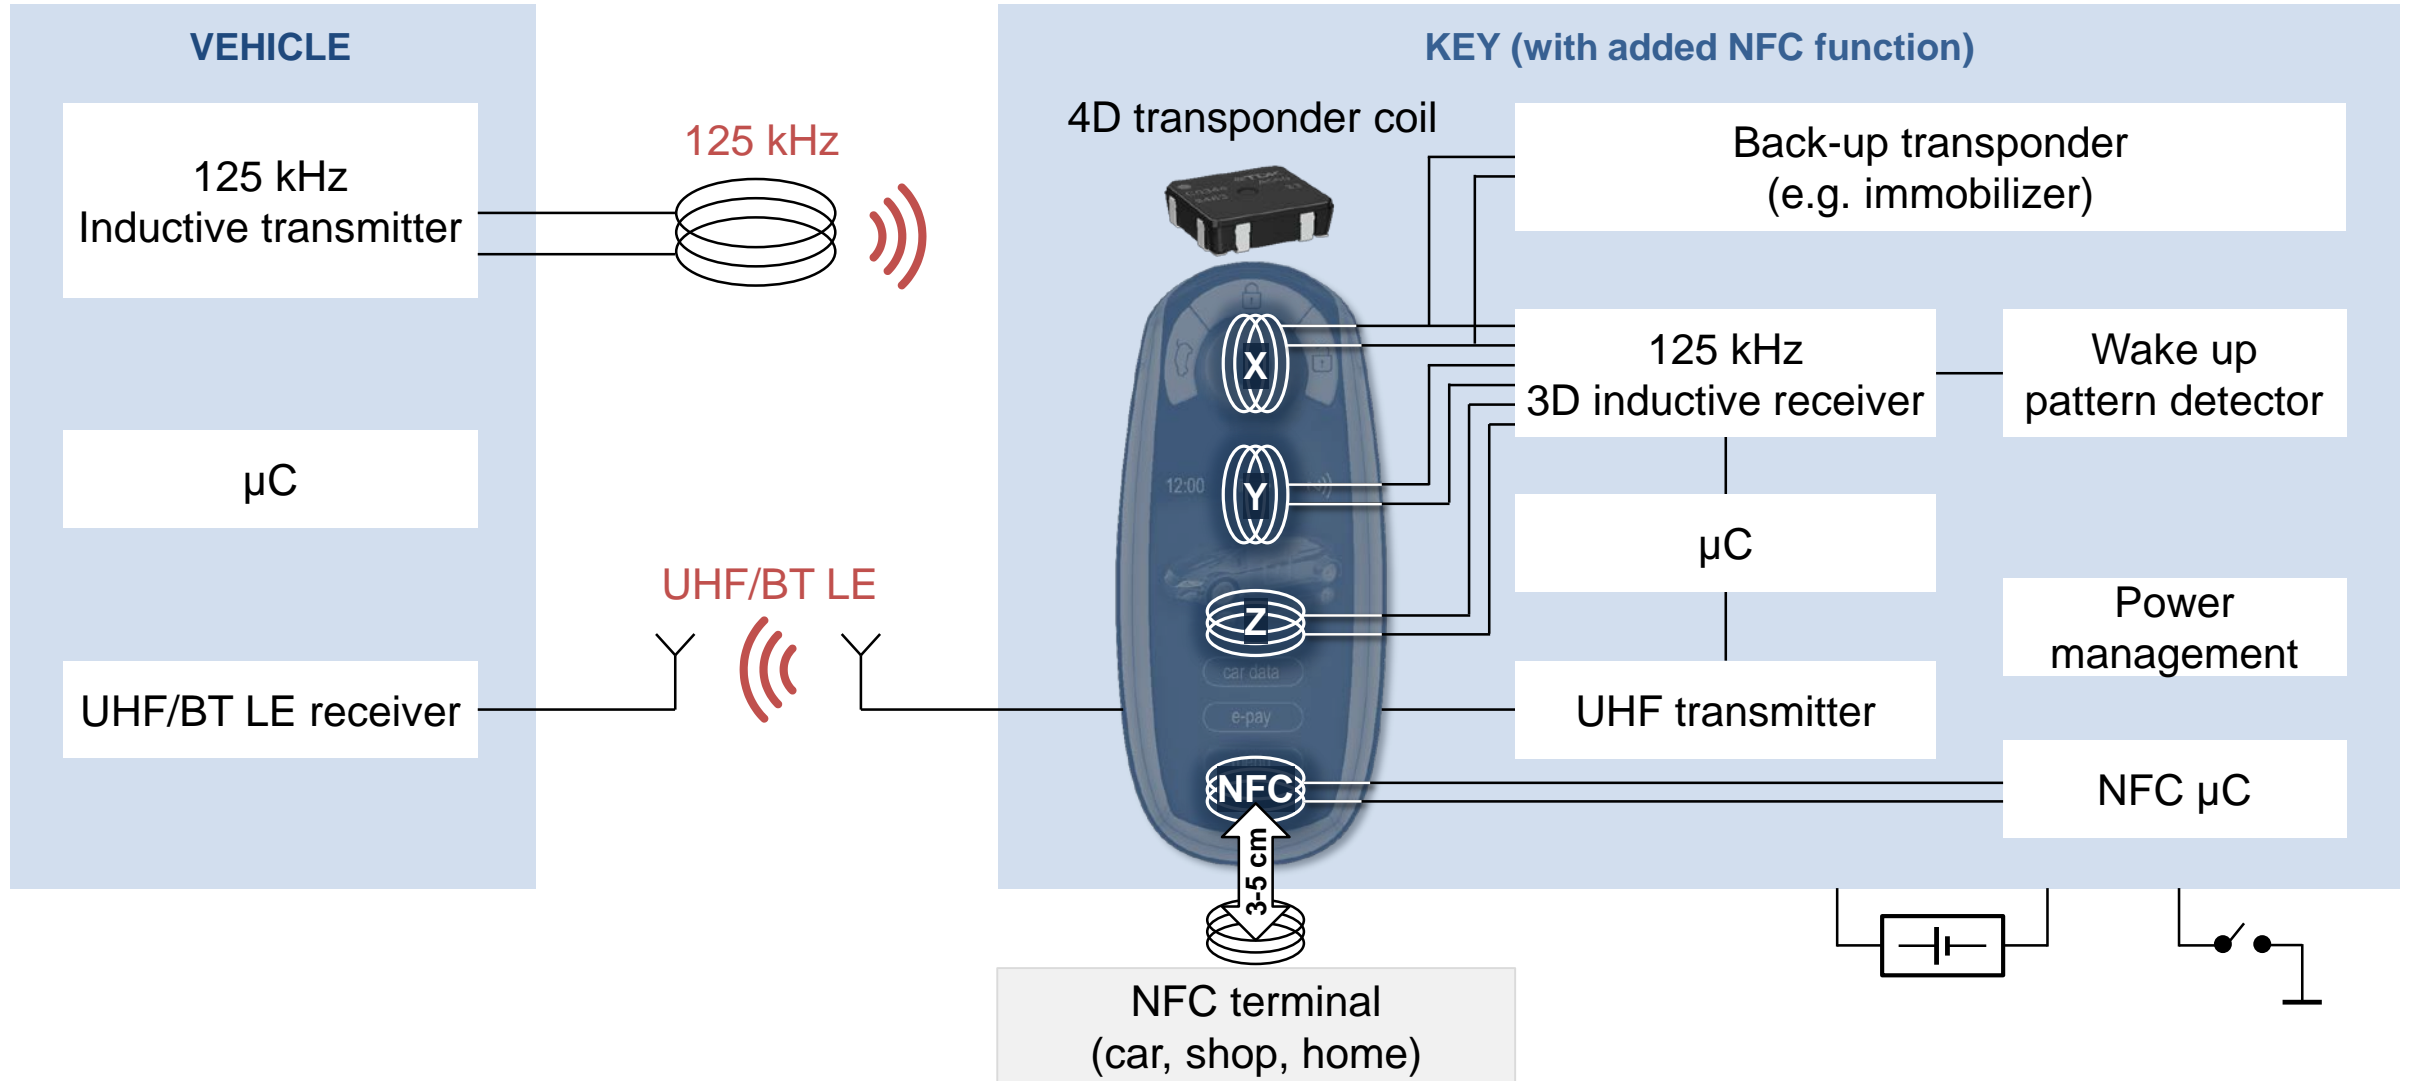 VEHICLE
125 kHz
Inductive transmitter
µC
UHF/BT LE receiver
125 kHz
UHF/BT LE
KEY (with added NFC function)
4D transponder coil
TDK
X
Y
12:00
Z
car data
e-pay
NFC
3-5 cm
Back-up transponder
(e.g. immobilizer)
125 kHz
3D inductive receiver
Wake up
pattern detector
µC
Power
management
UHF transmitter
NFC µC
NFC terminal
(car, shop, home)